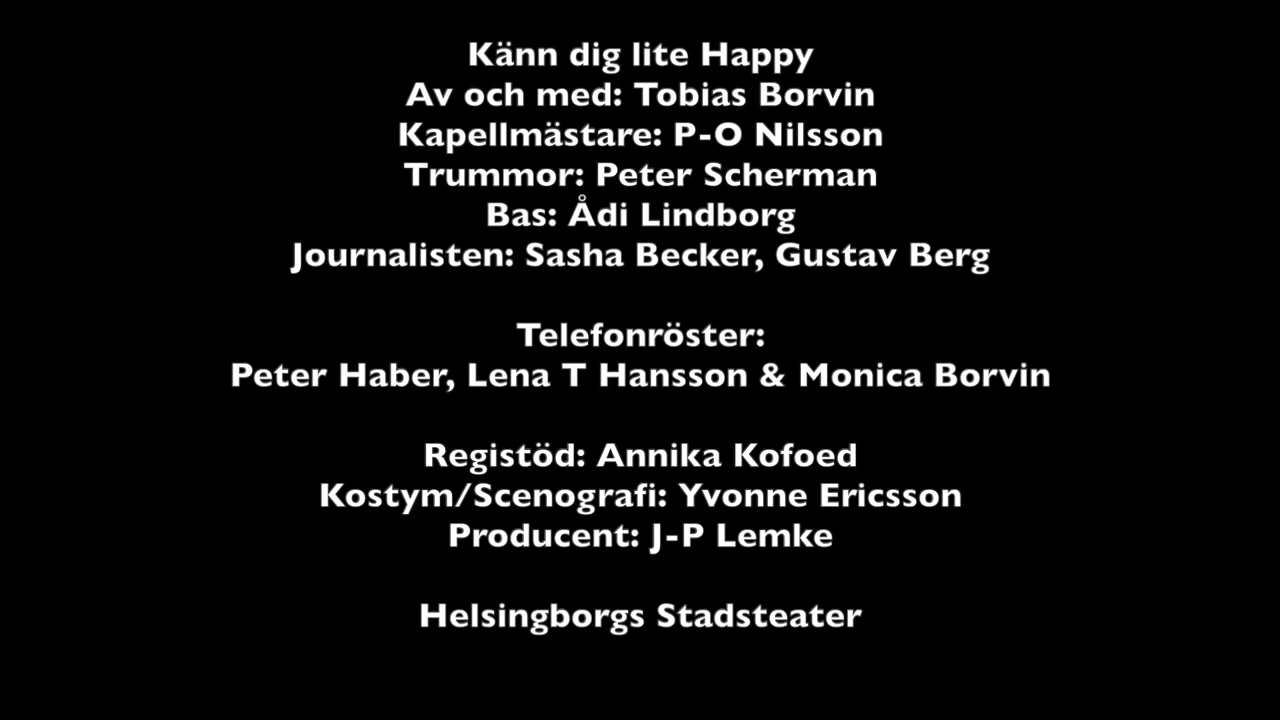 Känn dig lite Happy
Av och med: Tobias Borvin
Kapellmästare: P-O Nilsson
Trummor: Peter Scherman
Bas: Ådi Lindborg
Journalisten: Sasha Becker, Gustav Berg
Telefonröster:
Peter Haber, Lena T Hansson & Monica Borvin
Registöd: Annika Kofoed
Kostym/Scenografi: Yvonne Ericsson
Producent: J-P Lemke
Helsingborgs Stadsteater